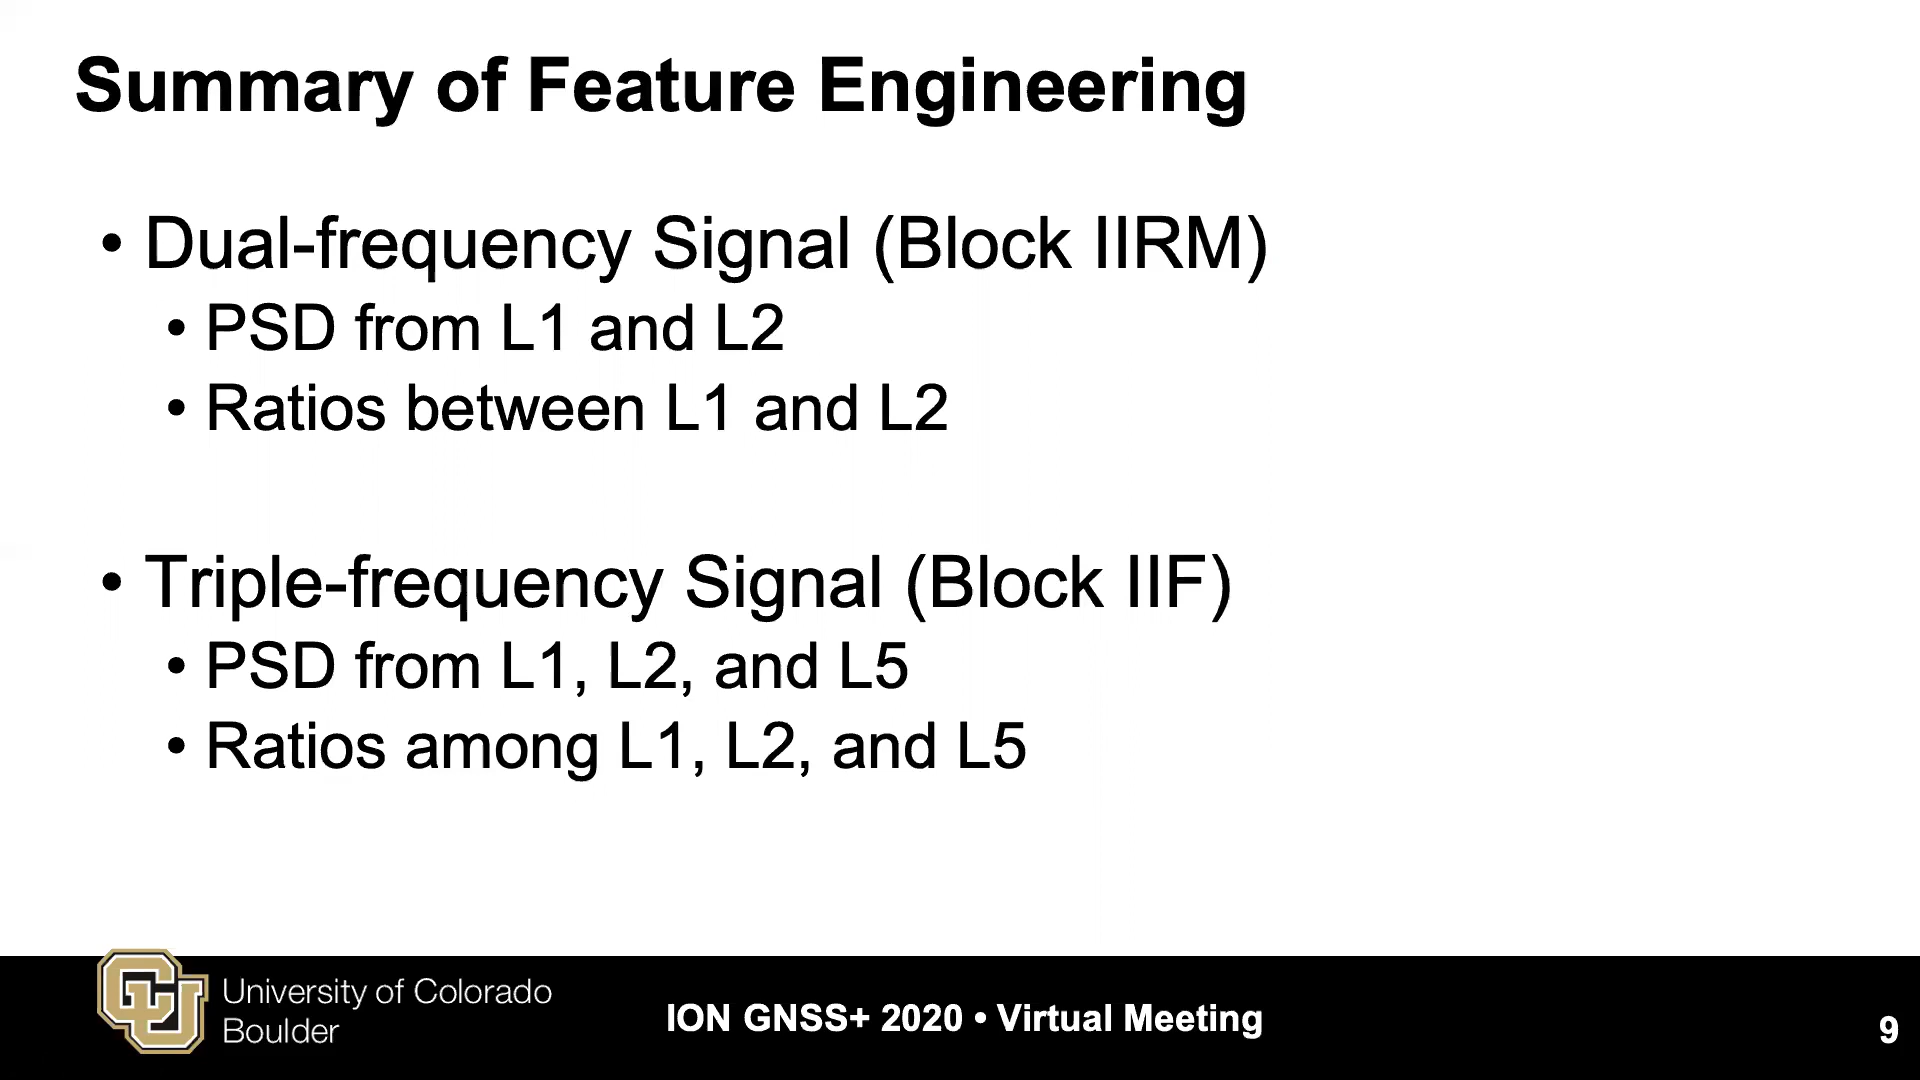 Summary of Feature Engineering
• Dual-frequency Signal (Block IIRM)
• PSD from L1 and L2
• Ratios between L1 and L2
• Triple-frequency Signal (Block IIF)
• PSD from L1, L2, and L5
• Ratios among L1, L2, and L5
CU
University of Colorado
Boulder
ION GNSS+ 2020 • Virtual Meeting
9